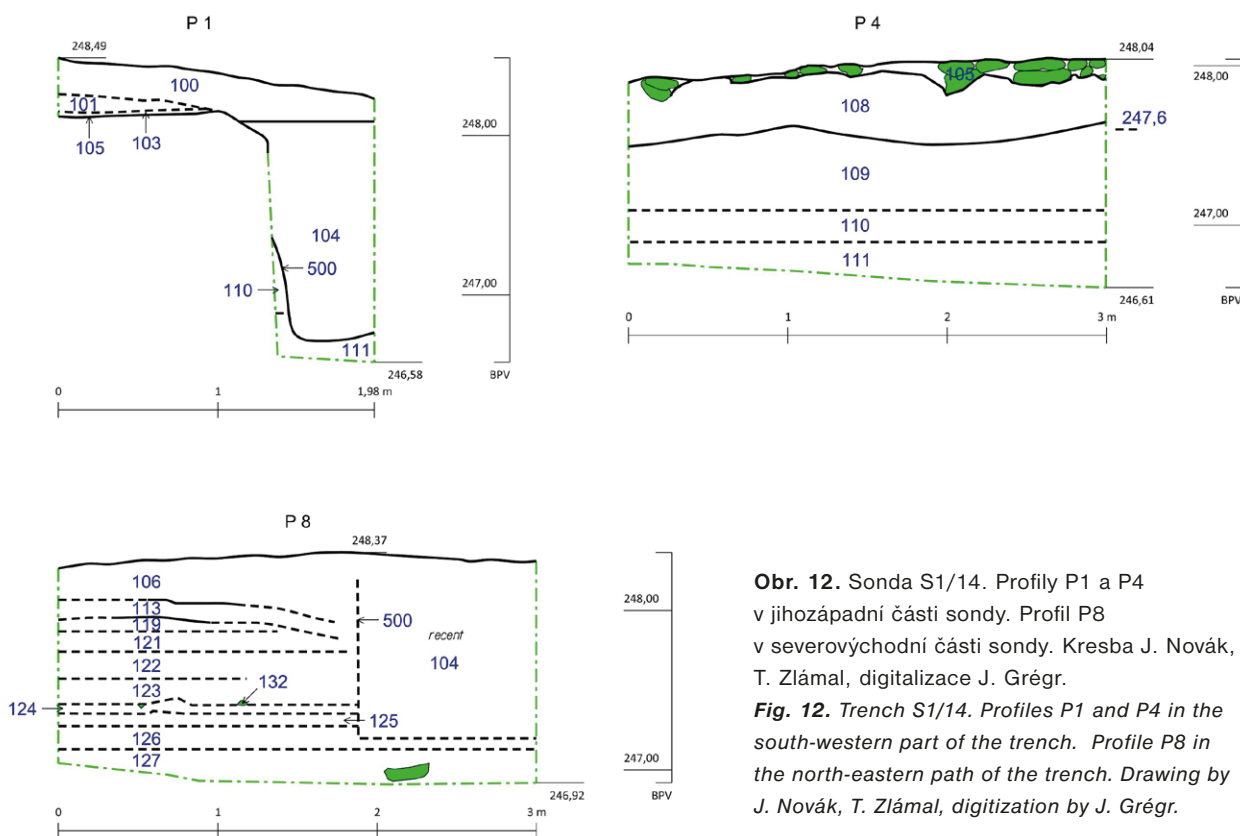 P 1
248,49
100
101
105
103
248,00
104
500
110
247,00
111
246,58
BPV
0
1
1,98 m
P 4
248,04
105
248,00
108
247,6
109
110
247,00
111
246,61
BPV
0
1
2
3 m
P 8
248,37
106
113
119
121
122
123
132
124
125
126
127
500
recent
104
248,00
247,00
246,92
BPV
0
1
2
3 m
Obr. 12. Sonda S1/14. Profily P1 a P4
v jihozápadní části sondy. Profil P8
v severovýchodní části sondy. Kresba J. Novák,
T. Zlámal, digitalizace J. Grégr.
Fig. 12. Trench S1/14. Profiles P1 and P4 in the
south-western part of the trench. Profile P8 in
the north-eastern path of the trench. Drawing by
J. Novák, T. Zlámal, digitization by J. Grégr.